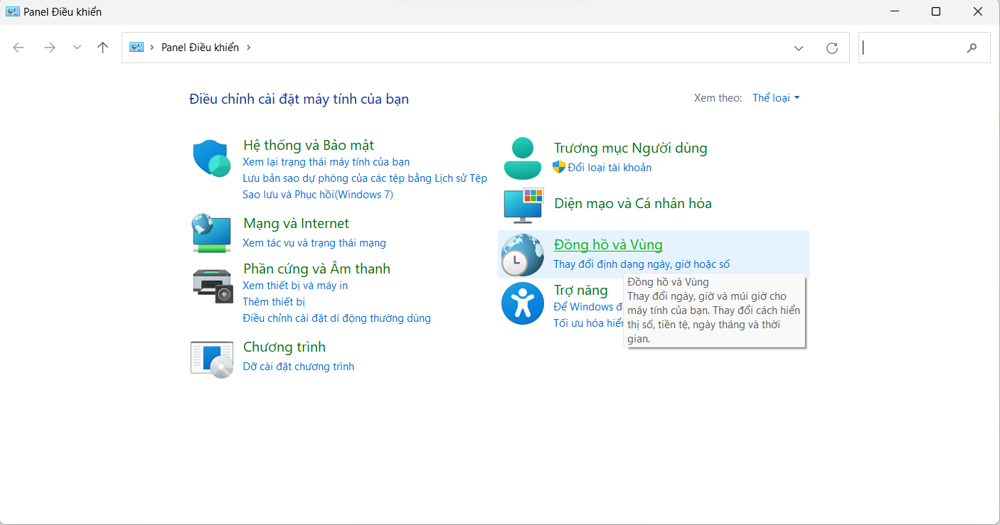 Panel Điều khiển
Panel Điều khiển
Điều chỉnh cài đặt máy tính của bạn
Xem theo: Thể loại
Hệ thống và Bảo mật
Xem lại trạng thái máy tính của bạn
Lưu bản sao dự phòng của các tệp bằng Lịch sử Tệp
Sao lưu và Phục hồi(Windows 7)
Mạng và Internet
Xem tác vụ và trạng thái mạng
Phần cứng và Âm thanh
Xem thiết bị và máy in
Thêm thiết bị
Điều chỉnh cài đặt di động thường dùng
Chương trình
Dỡ cài đặt chương trình
Trương mục Người dùng
Đổi loại tài khoản
Diện mạo và Cá nhân hóa
Đồng hồ và Vùng
Thay đổi định dạng ngày, giờ hoặc số
Trợ năng
Để Windows
Tối ưu hóa
Đồng hồ và Vùng
Thay đổi ngày, giờ và múi giờ cho
máy tính của bạn. Thay đổi cách hiển
thị số, tiền tệ, ngày tháng và thời
gian.